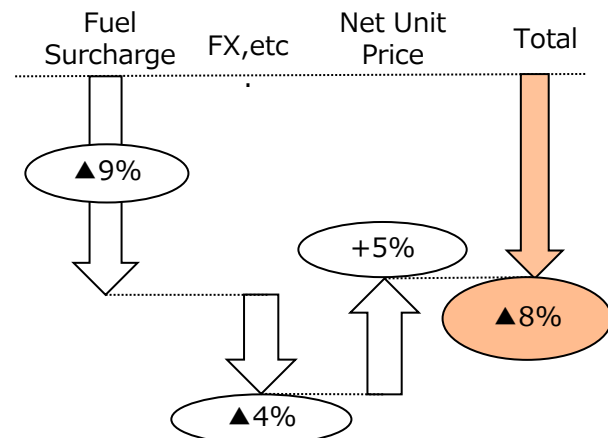 Fuel
Surcharge
FX,etc
.
Net Unit
Price
Total
▲9%
+5%
▲8%
▲4%